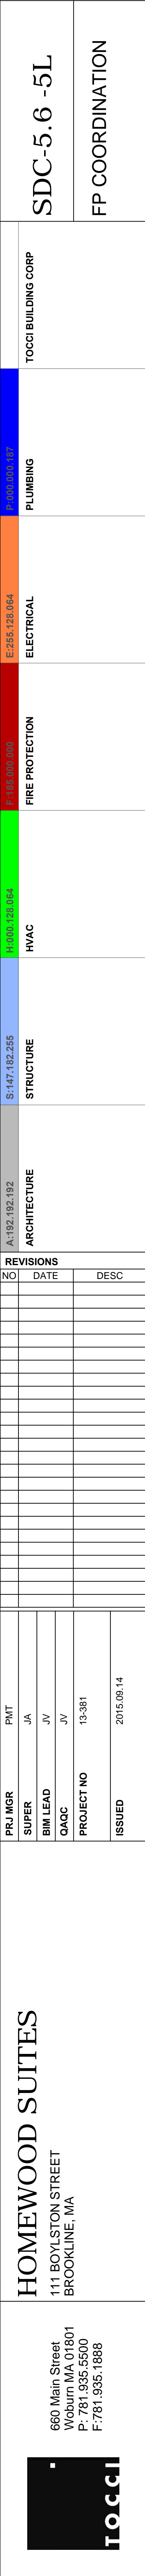 SDC-5.6 -5L
FP COORDINATION
TOCCI BUILDING CORP
P:000.000.187
PLUMBING
E:255.128.064
ELECTRICAL
F:185.000.000
FIRE PROTECTION
H:000.128.064
HVAC
S:147.182.255
STRUCTURE
A:192.192.192
ARCHITECTURE
REVISIONS
NO DATE DESC
PRJ MGR PMT
SUPER JA
BIM LEAD JV
QAQC JV
PROJECT NO 13-381
ISSUED 2015.09.14
HOMEWOOD SUITES
111 BOYLSTON STREET
BROOKLINE, MA
660 Main Street
Woburn MA 01801
P: 781.935.5500
F:781.935.1888
TOCCI